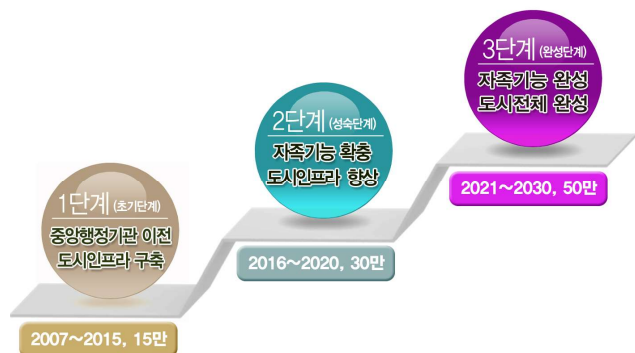 1단계 (초기단계)
중앙행정기관 이전
도시인프라 구축
2007~2015, 15만
2단계 (성숙단계)
자족기능 확충
도시인프라 향상
2016~2020, 30만
3단계 (완성단계)
자족기능 완성
도시전체 완성
2021~2030, 50만